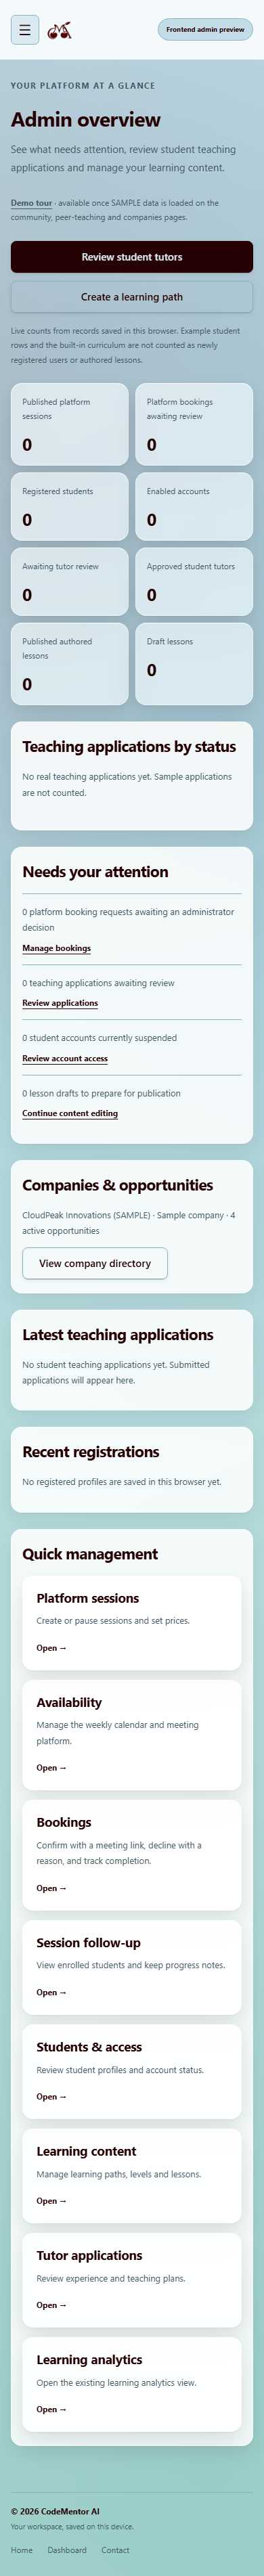 Frontend admin preview
YOUR PLATFORM AT A GLANCE
Admin overview
See what needs attention, review student teaching
applications and manage your learning content.
Demo tour · available once SAMPLE data is loaded on the
community, peer-teaching and companies pages.
Review student tutors
Create a learning path
Live counts from records saved in this browser. Example student
rows and the built-in curriculum are not counted as newly
registered users or authored lessons.
Published platform
sessions
0
Platform bookings
awaiting review
0
Registered students
0
Enabled accounts
0
Awaiting tutor review
0
Approved student tutors
0
Published authored
lessons
0
Draft lessons
0
Teaching applications by status
No real teaching applications yet. Sample applications
are not counted.
Needs your attention
0 platform booking requests awaiting an administrator
decision
Manage bookings
0 teaching applications awaiting review
Review applications
0 student accounts currently suspended
Review account access
0 lesson drafts to prepare for publication
Continue content editing
Companies & opportunities
CloudPeak Innovations (SAMPLE) · Sample company · 4
active opportunities
View company directory
Latest teaching applications
No student teaching applications yet. Submitted
applications will appear here.
Recent registrations
No registered profiles are saved in this browser yet.
Quick management
Platform sessions
Create or pause sessions and set prices.
Open →
Availability
Manage the weekly calendar and meeting
platform.
Open →
Bookings
Confirm with a meeting link, decline with a
reason, and track completion.
Open →
Session follow-up
View enrolled students and keep progress notes.
Open →
Students & access
Review student profiles and account status.
Open →
Learning content
Manage learning paths, levels and lessons.
Open →
Tutor applications
Review experience and teaching plans.
Open →
Learning analytics
Open the existing learning analytics view.
Open →
© 2026 CodeMentor AI
Your workspace, saved on this device.
Home Dashboard Contact